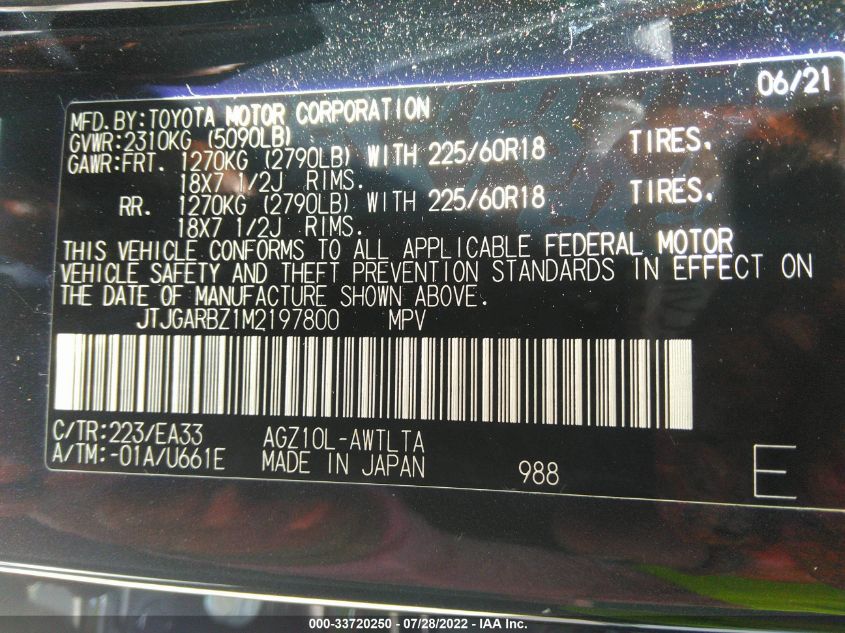 06/21
MFD. BY: TOYOTA MOTOR CORPORATION
GVWR: 2310KG (5090LB)
GAWR: FRT. 1270KG (2790LB) WITH 225/60R18 TIRES.
18X7 1/2J RIMS.
RR. 1270KG (2790LB) WITH 225/60R18 TIRES.
18X7 1/2J RIMS.
THIS VEHICLE CONFORMS TO ALL APPLICABLE FEDERAL MOTOR
VEHICLE SAFETY AND THEFT PREVENTION STANDARDS IN EFFECT ON
THE DATE OF MANUFACTURE SHOWN ABOVE.
JTJGARBZ1M2197800 MPV
C/TR: 223/EA33 AGZ10L-AWTLTA
A/TM: -01A/U661E MADE IN JAPAN 988 E
000-33720250 - 07/28/2022 - IAA Inc.